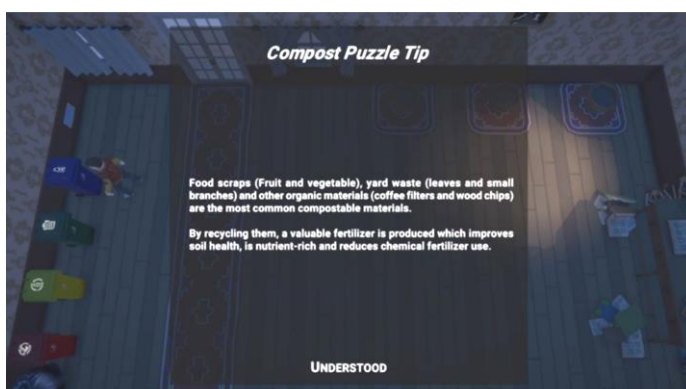 Compost Puzzle Tip
Food scraps (Fruit and vegetable), yard waste (leaves and small
branches) and other organic materials (coffee filters and wood chips)
are the most common compostable materials.
By recycling them, a valuable fertilizer is produced which improves
soil health, is nutrient-rich and reduces chemical fertilizer use.
UNDERSTOOD